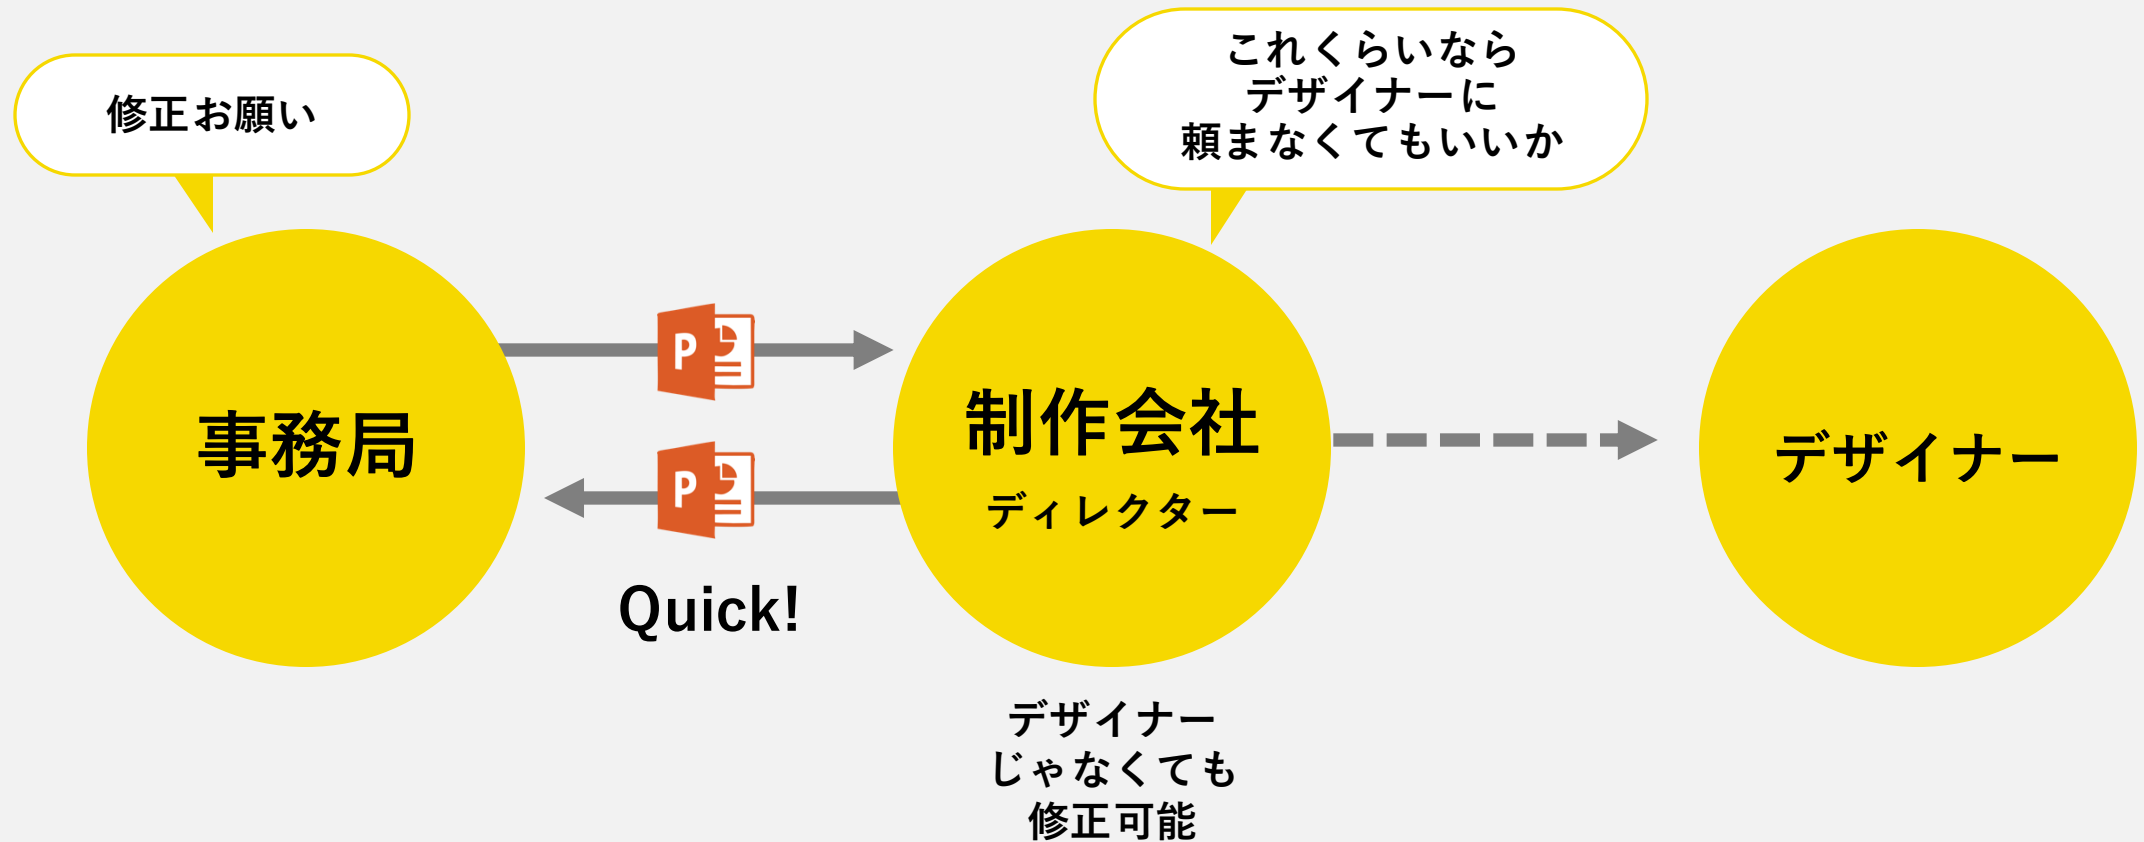 修正お願い
これくらいなら
デザイナーに
頼まなくてもいいか
事務局
P
P
Quick!
制作会社
ディレクター
デザイナー
じゃなくても
修正可能
デザイナー